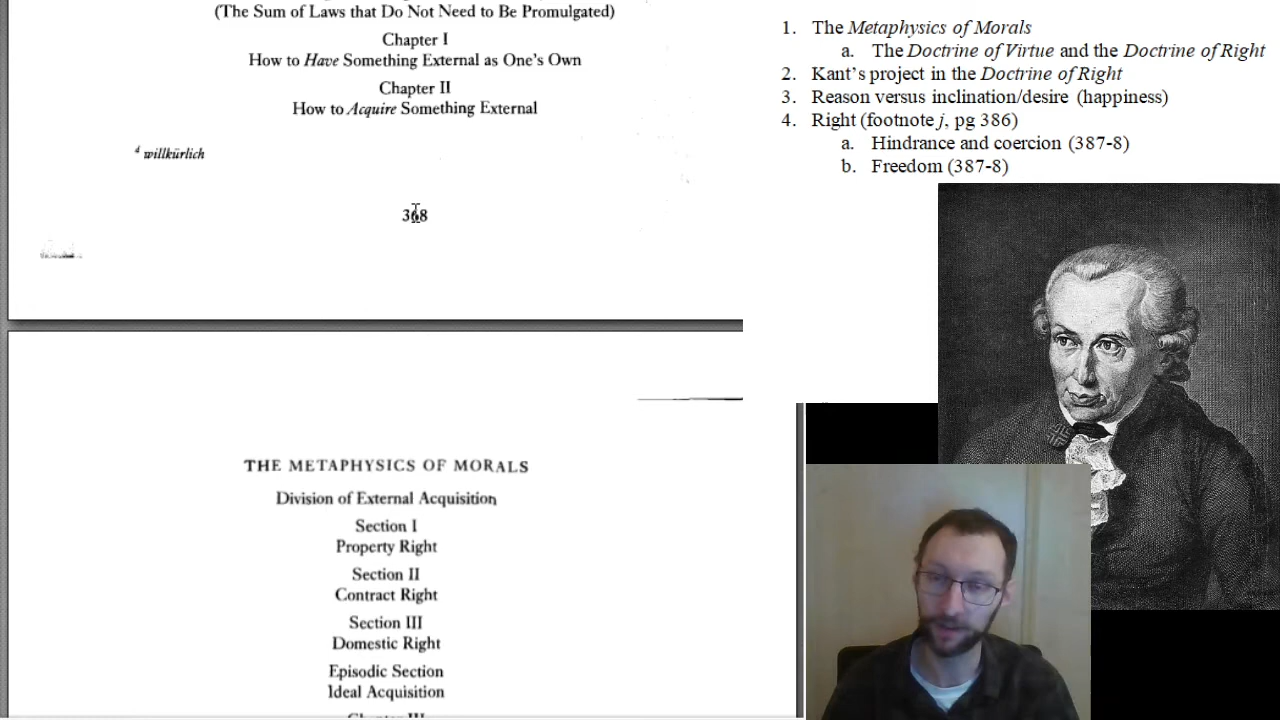 (The Sum of Laws that Do Not Need to Be Promulgated)
Chapter I
How to Have Something External as One's Own
Chapter II
How to Acquire Something External
d willkürlich
368
THE METAPHYSICS OF MORALS
Division of External Acquisition
Section I
Property Right
Section II
Contract Right
Section III
Domestic Right
Episodic Section
Ideal Acquisition
Chapter III
1. The Metaphysics of Morals
a. The Doctrine of Virtue and the Doctrine of Right
2. Kant's project in the Doctrine of Right
3. Reason versus inclination/desire (happiness)
4. Right (footnote j, pg 386)
a. Hindrance and coercion (387-8)
b. Freedom (387-8)